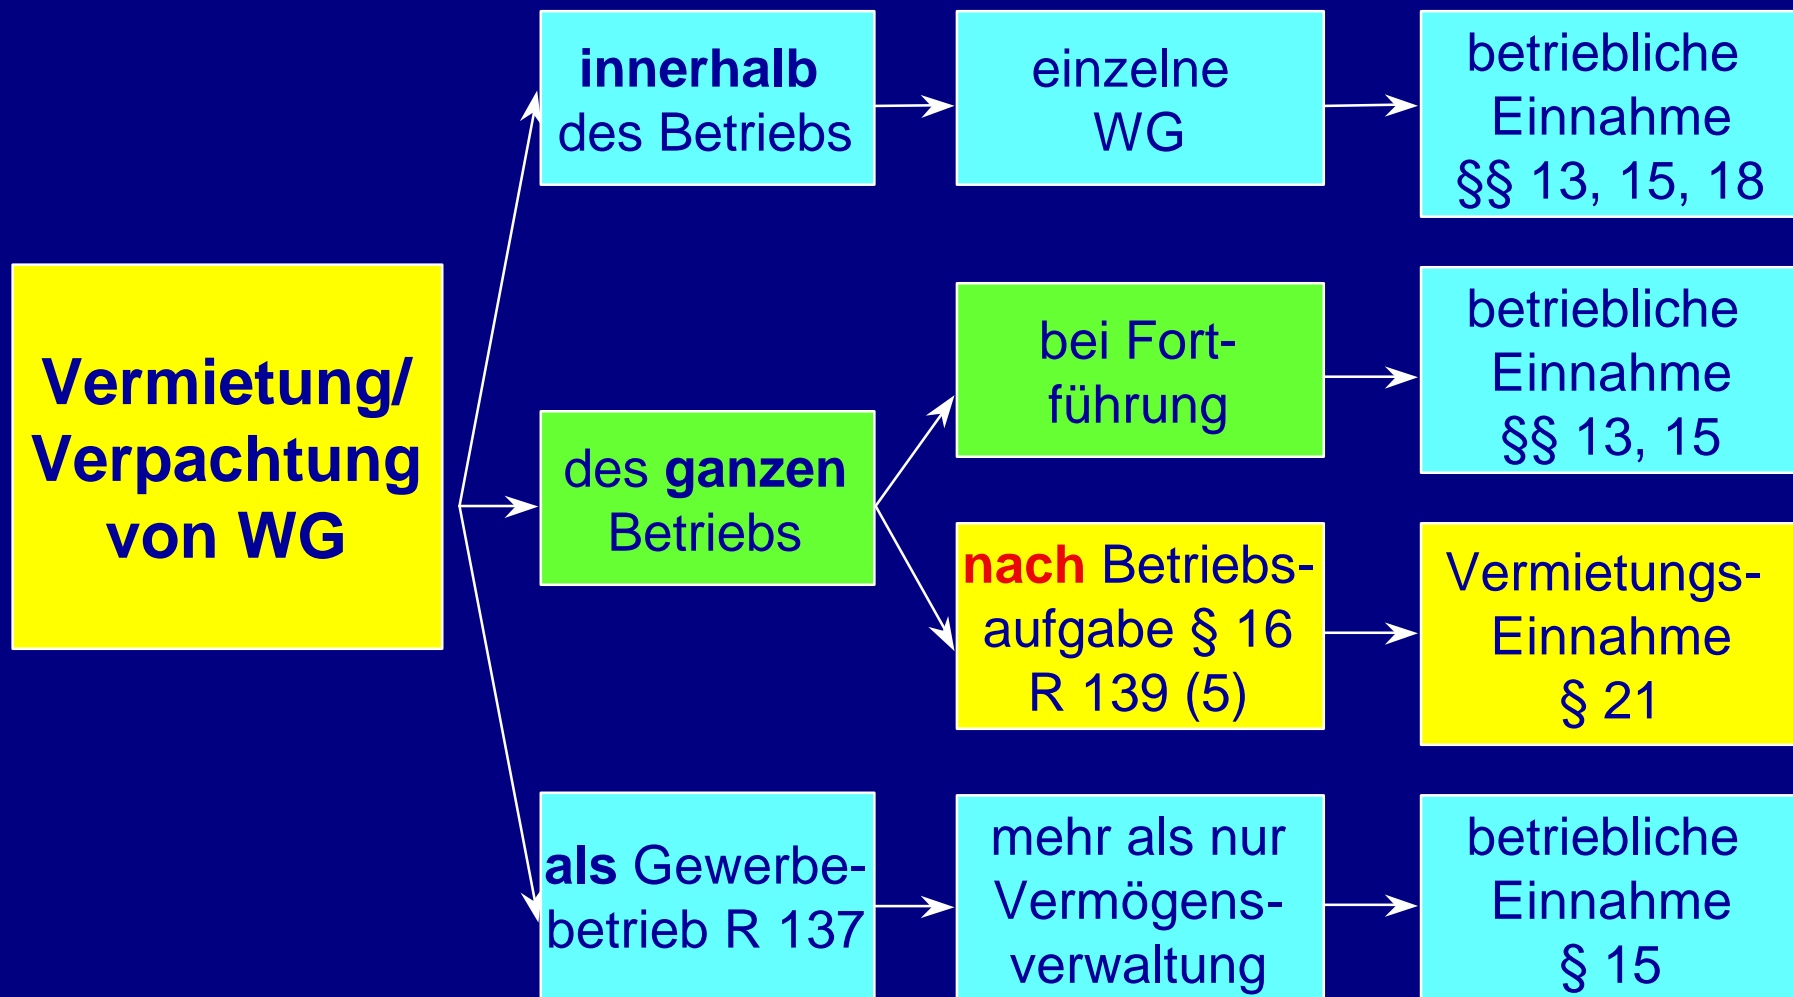 Vermietung/
Verpachtung
von WG
innerhalb
des Betriebs
einzelne
WG
betriebliche
Einnahme
§§ 13, 15, 18
des ganzen
Betriebs
bei Fort-
führung
betriebliche
Einnahme
§§ 13, 15
nach Betriebs-
aufgabe § 16
R 139 (5)
Vermietungs-
Einnahme
§ 21
als Gewerbe-
betrieb R 137
mehr als nur
Vermögens-
verwaltung
betriebliche
Einnahme
§ 15